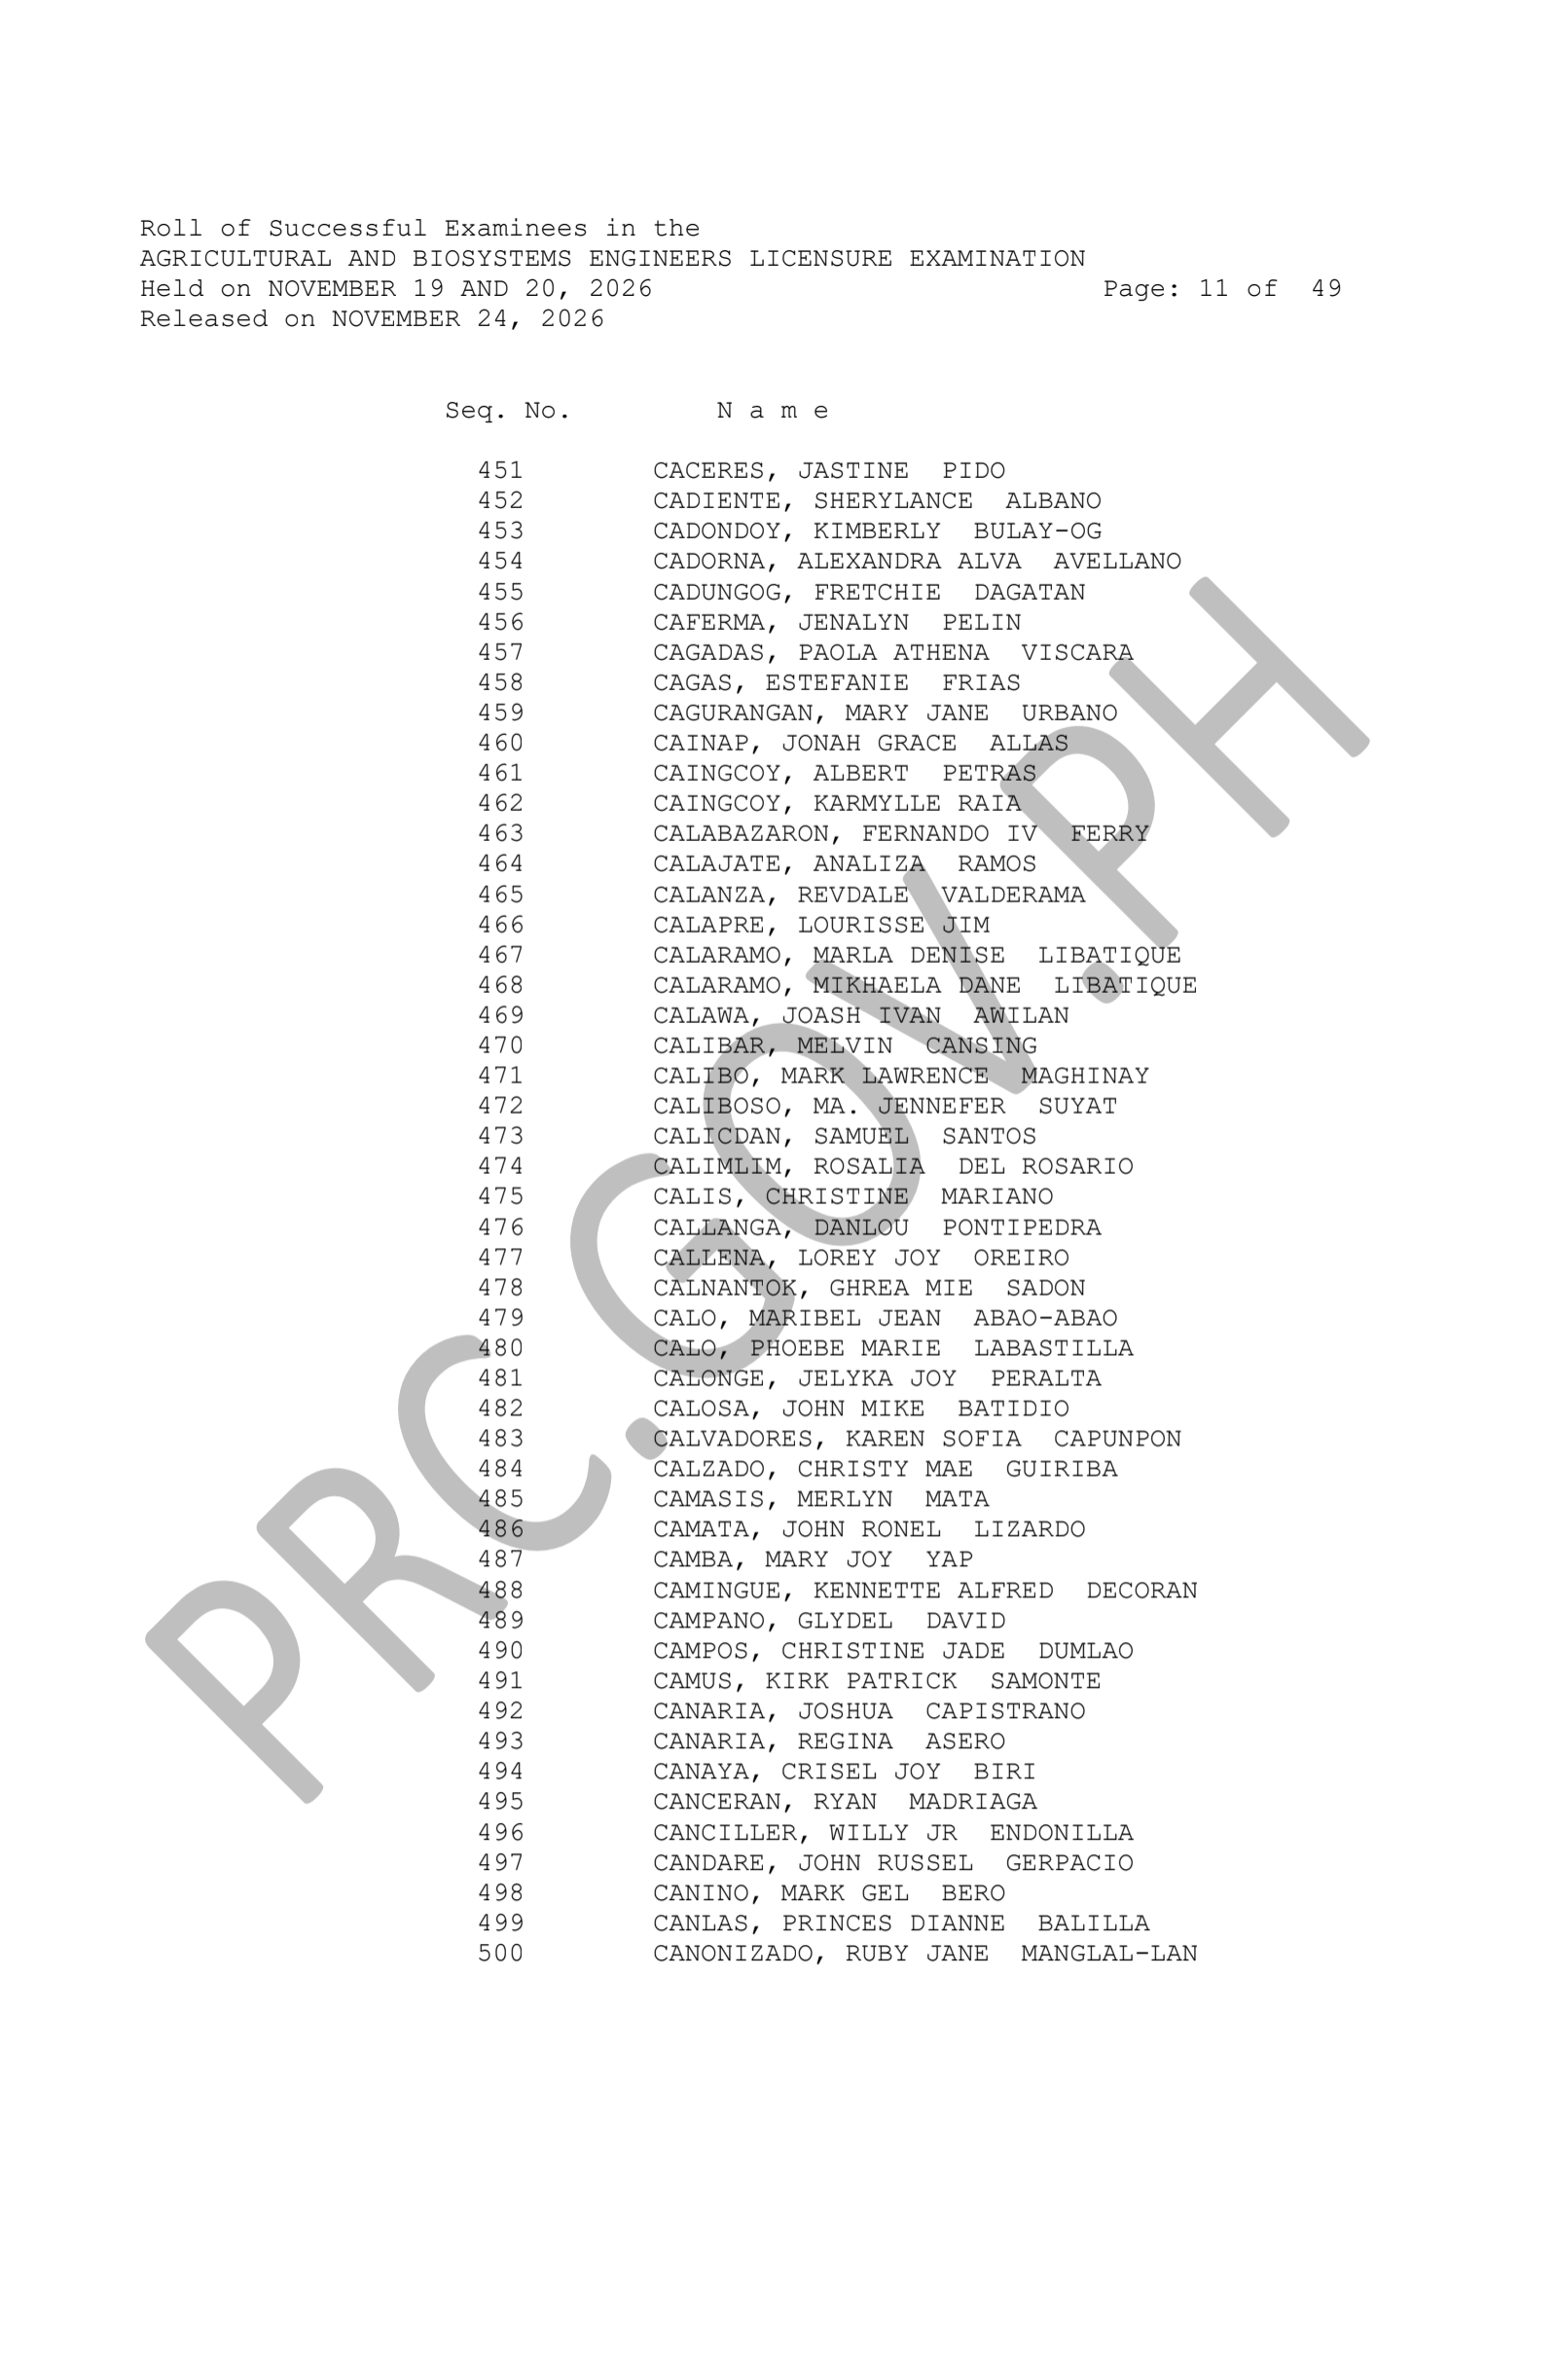 Roll of Successful Examinees in the
AGRICULTURAL AND BIOSYSTEMS ENGINEERS LICENSURE EXAMINATION
Held on NOVEMBER 19 AND 20, 2026 Page: 11 of 49
Released on NOVEMBER 24, 2026
Seq. No. N a m e
451 CACERES, JASTINE PIDO
452 CADIENTE, SHERYLANCE ALBANO
453 CADONDOY, KIMBERLY BULAY-OG
454 CADORNA, ALEXANDRA ALVA AVELLANO
455 CADUNGOG, FRETCHIE DAGATAN
456 CAFERMA, JENALYN PELIN
457 CAGADAS, PAOLA ATHENA VISCARA
458 CAGAS, ESTEFANIE FRIAS
459 CAGURANGAN, MARY JANE URBANO
460 CAINAP, JONAH GRACE ALLAS
461 CAINGCOY, ALBERT PETRAS
462 CAINGCOY, KARMYLLE RAIA
463 CALABAZARON, FERNANDO IV FERRY
464 CALAJATE, ANALIZA RAMOS
465 CALANZA, REVDALE VALDERAMA
466 CALAPRE, LOURISSE JIM
467 CALARAMO, MARLA DENISE LIBATIQUE
468 CALARAMO, MIKHAELA DANE LIBATIQUE
469 CALAWA, JOASH IVAN AWILAN
470 CALIBAR, MELVIN CANSING
471 CALIBO, MARK LAWRENCE MAGHINAY
472 CALIBOSO, MA. JENNEFER SUYAT
473 CALICDAN, SAMUEL SANTOS
474 CALIMLIM, ROSALIA DEL ROSARIO
475 CALIS, CHRISTINE MARIANO
476 CALLANGA, DANLOU PONTIPEDRA
477 CALLENA, LOREY JOY OREIRO
478 CALNANTOK, GHREA MIE SADON
479 CALO, MARIBEL JEAN ABAO-ABAO
480 CALO, PHOEBE MARIE LABASTILLA
481 CALONGE, JELYKA JOY PERALTA
482 CALOSA, JOHN MIKE BATIDIO
483 CALVADORES, KAREN SOFIA CAPUNPON
484 CALZADO, CHRISTY MAE GUIRIBA
485 CAMASIS, MERLYN MATA
486 CAMATA, JOHN RONEL LIZARDO
487 CAMBA, MARY JOY YAP
488 CAMINGUE, KENNETTE ALFRED DECORAN
489 CAMPANO, GLYDEL DAVID
490 CAMPOS, CHRISTINE JADE DUMLAO
491 CAMUS, KIRK PATRICK SAMONTE
492 CANARIA, JOSHUA CAPISTRANO
493 CANARIA, REGINA ASERO
494 CANAYA, CRISEL JOY BIRI
495 CANCERAN, RYAN MADRIAGA
496 CANCILLER, WILLY JR ENDONILLA
497 CANDARE, JOHN RUSSEL GERPACIO
498 CANINO, MARK GEL BERO
499 CANLAS, PRINCES DIANNE BALILLA
500 CANONIZADO, RUBY JANE MANGLAL-LAN
PRC.GOV.PH